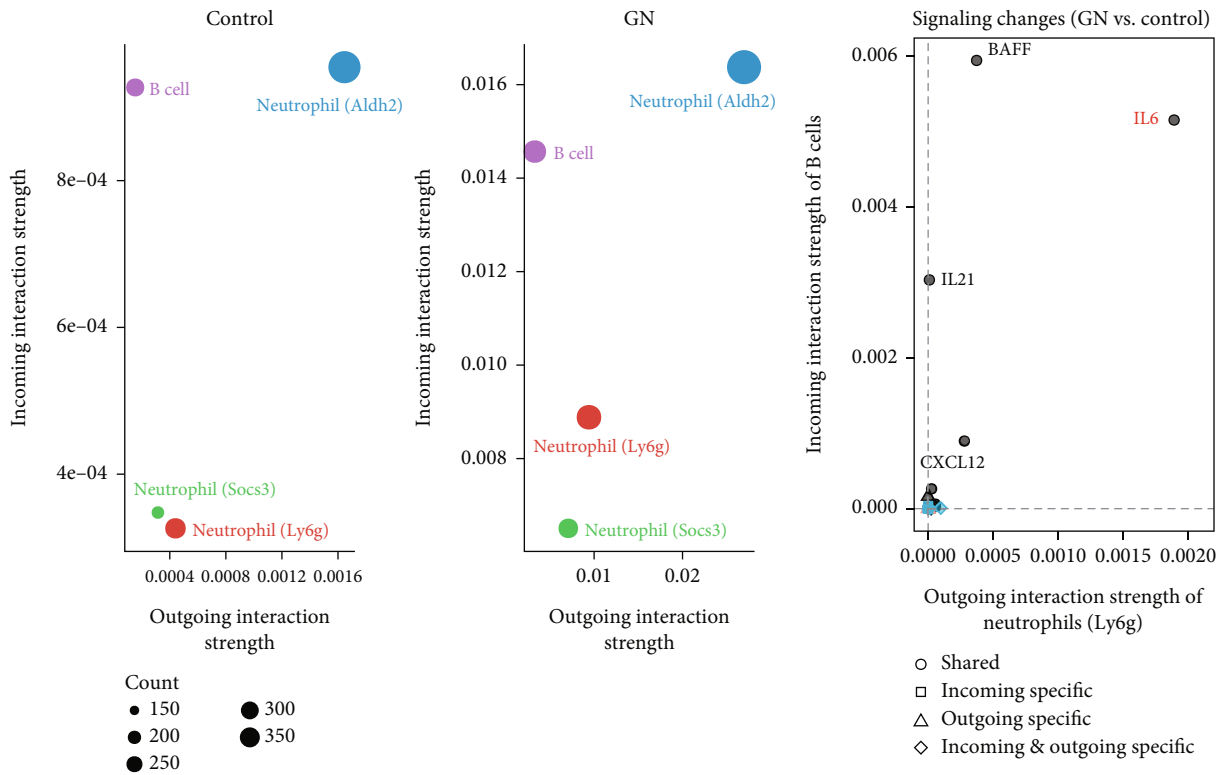 Control
Incoming interaction strength
8e–04
6e–04
4e–04
B cell
Neutrophil (Aldh2)
Neutrophil (Socs3)
Neutrophil (Ly6g)
0.0004 0.0008 0.0012 0.0016
Outgoing interaction
strength
Count
150
200
250
300
350
GN
Incoming interaction strength
0.016
0.014
0.012
0.010
0.008
Neutrophil (Aldh2)
B cell
Neutrophil (Ly6g)
Neutrophil (Socs3)
0.01 0.02
Outgoing interaction
strength
Signaling changes (GN vs. control)
Incoming interaction strength of B cells
0.006
0.004
0.002
0.000
BAFF
IL6
IL21
CXCL12
0.0000 0.0005 0.0010 0.0015 0.0020
Outgoing interaction strength of
neutrophils (Ly6g)
Shared
Incoming specific
Outgoing specific
Incoming & outgoing specific